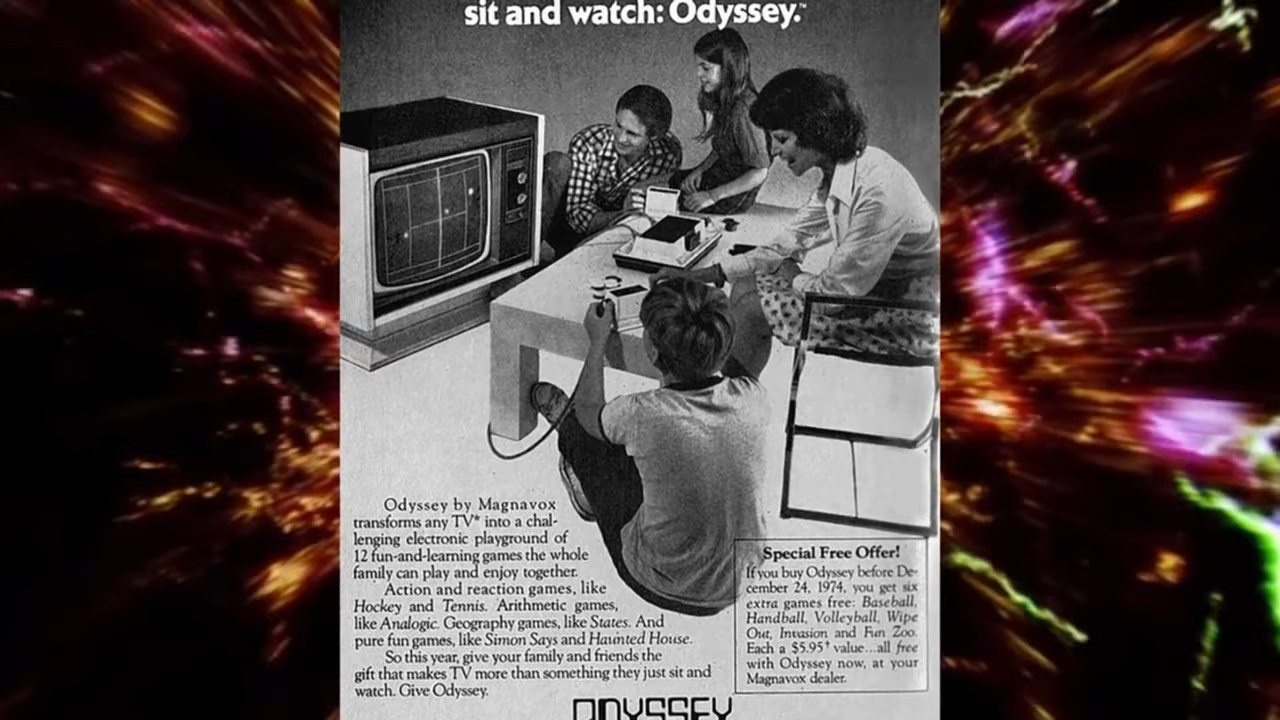 sit and watch: Odyssey.™
Odyssey by Magnavox
transforms any TV* into a chal-
lenging electronic playground of
12 fun-and-learning games the whole
family can play and enjoy together.
Action and reaction games, like
Hockey and Tennis. Arithmetic games,
like Analogic. Geography games, like States. And
pure fun games, like Simon Says and Haunted House.
So this year, give your family and friends the
gift that makes TV more than something they just sit and
watch. Give Odyssey.
Special Free Offer!
If you buy Odyssey before De-
cember 24, 1974, you get six
extra games free: Baseball,
Handball, Volleyball, Wipe
Out, Invasion and Fun Zoo.
Each a $5.95† value...all free
with Odyssey now, at your
Magnavox dealer.
ODYSSEY